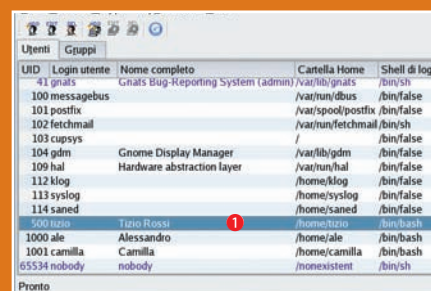 Utenti Gruppi
UID Login utente Nome completo Cartella Home Shell di log
41 gnats Gnats Bug-Reporting System (admin) /var/lib/gnats /bin/sh
100 messagebus /var/run/dbus /bin/false
101 postfix /var/spool/postfix /bin/false
102 fetchmail /var/run/fetchmail /bin/sh
103 cupsys / /bin/false
104 gdm Gnome Display Manager /var/lib/gdm /bin/false
109 hal Hardware abstraction layer /var/run/hal /bin/false
112 klog /home/klog /bin/false
113 syslog /home/syslog /bin/false
114 saned /home/saned /bin/false
500 tizio Tizio Rossi 1 /home/tizio /bin/bash
1000 ale Alessandro /home/ale /bin/bash
1001 camilla Camilla /home/camilla /bin/bash
65534 nobody nobody /nonexistent /bin/sh
Pronto